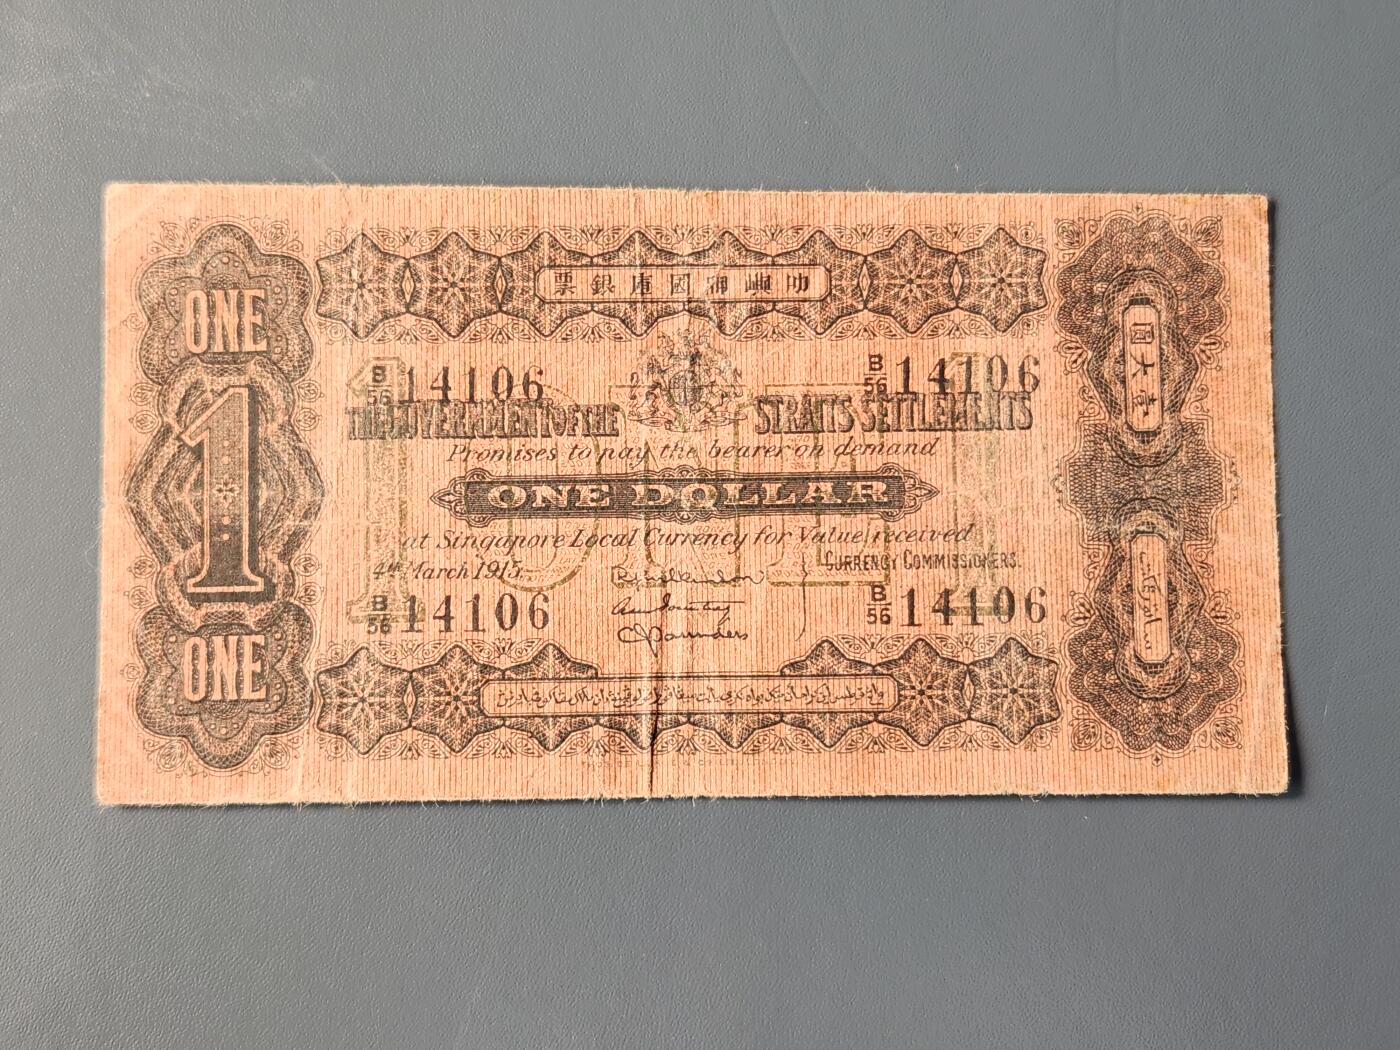 叻嶼呷國庫銀票
ONE
B/56 14106
B/56 14106
1
THE GOVERNMENT OF THE STRAITS SETTLEMENTS
Promises to pay the bearer on demand
ONE DOLLAR
at Singapore Local Currency for Value received
4th March 1915.
CURRENCY COMMISSIONERS.
B/56 14106
B/56 14106
ONE
壹大圓